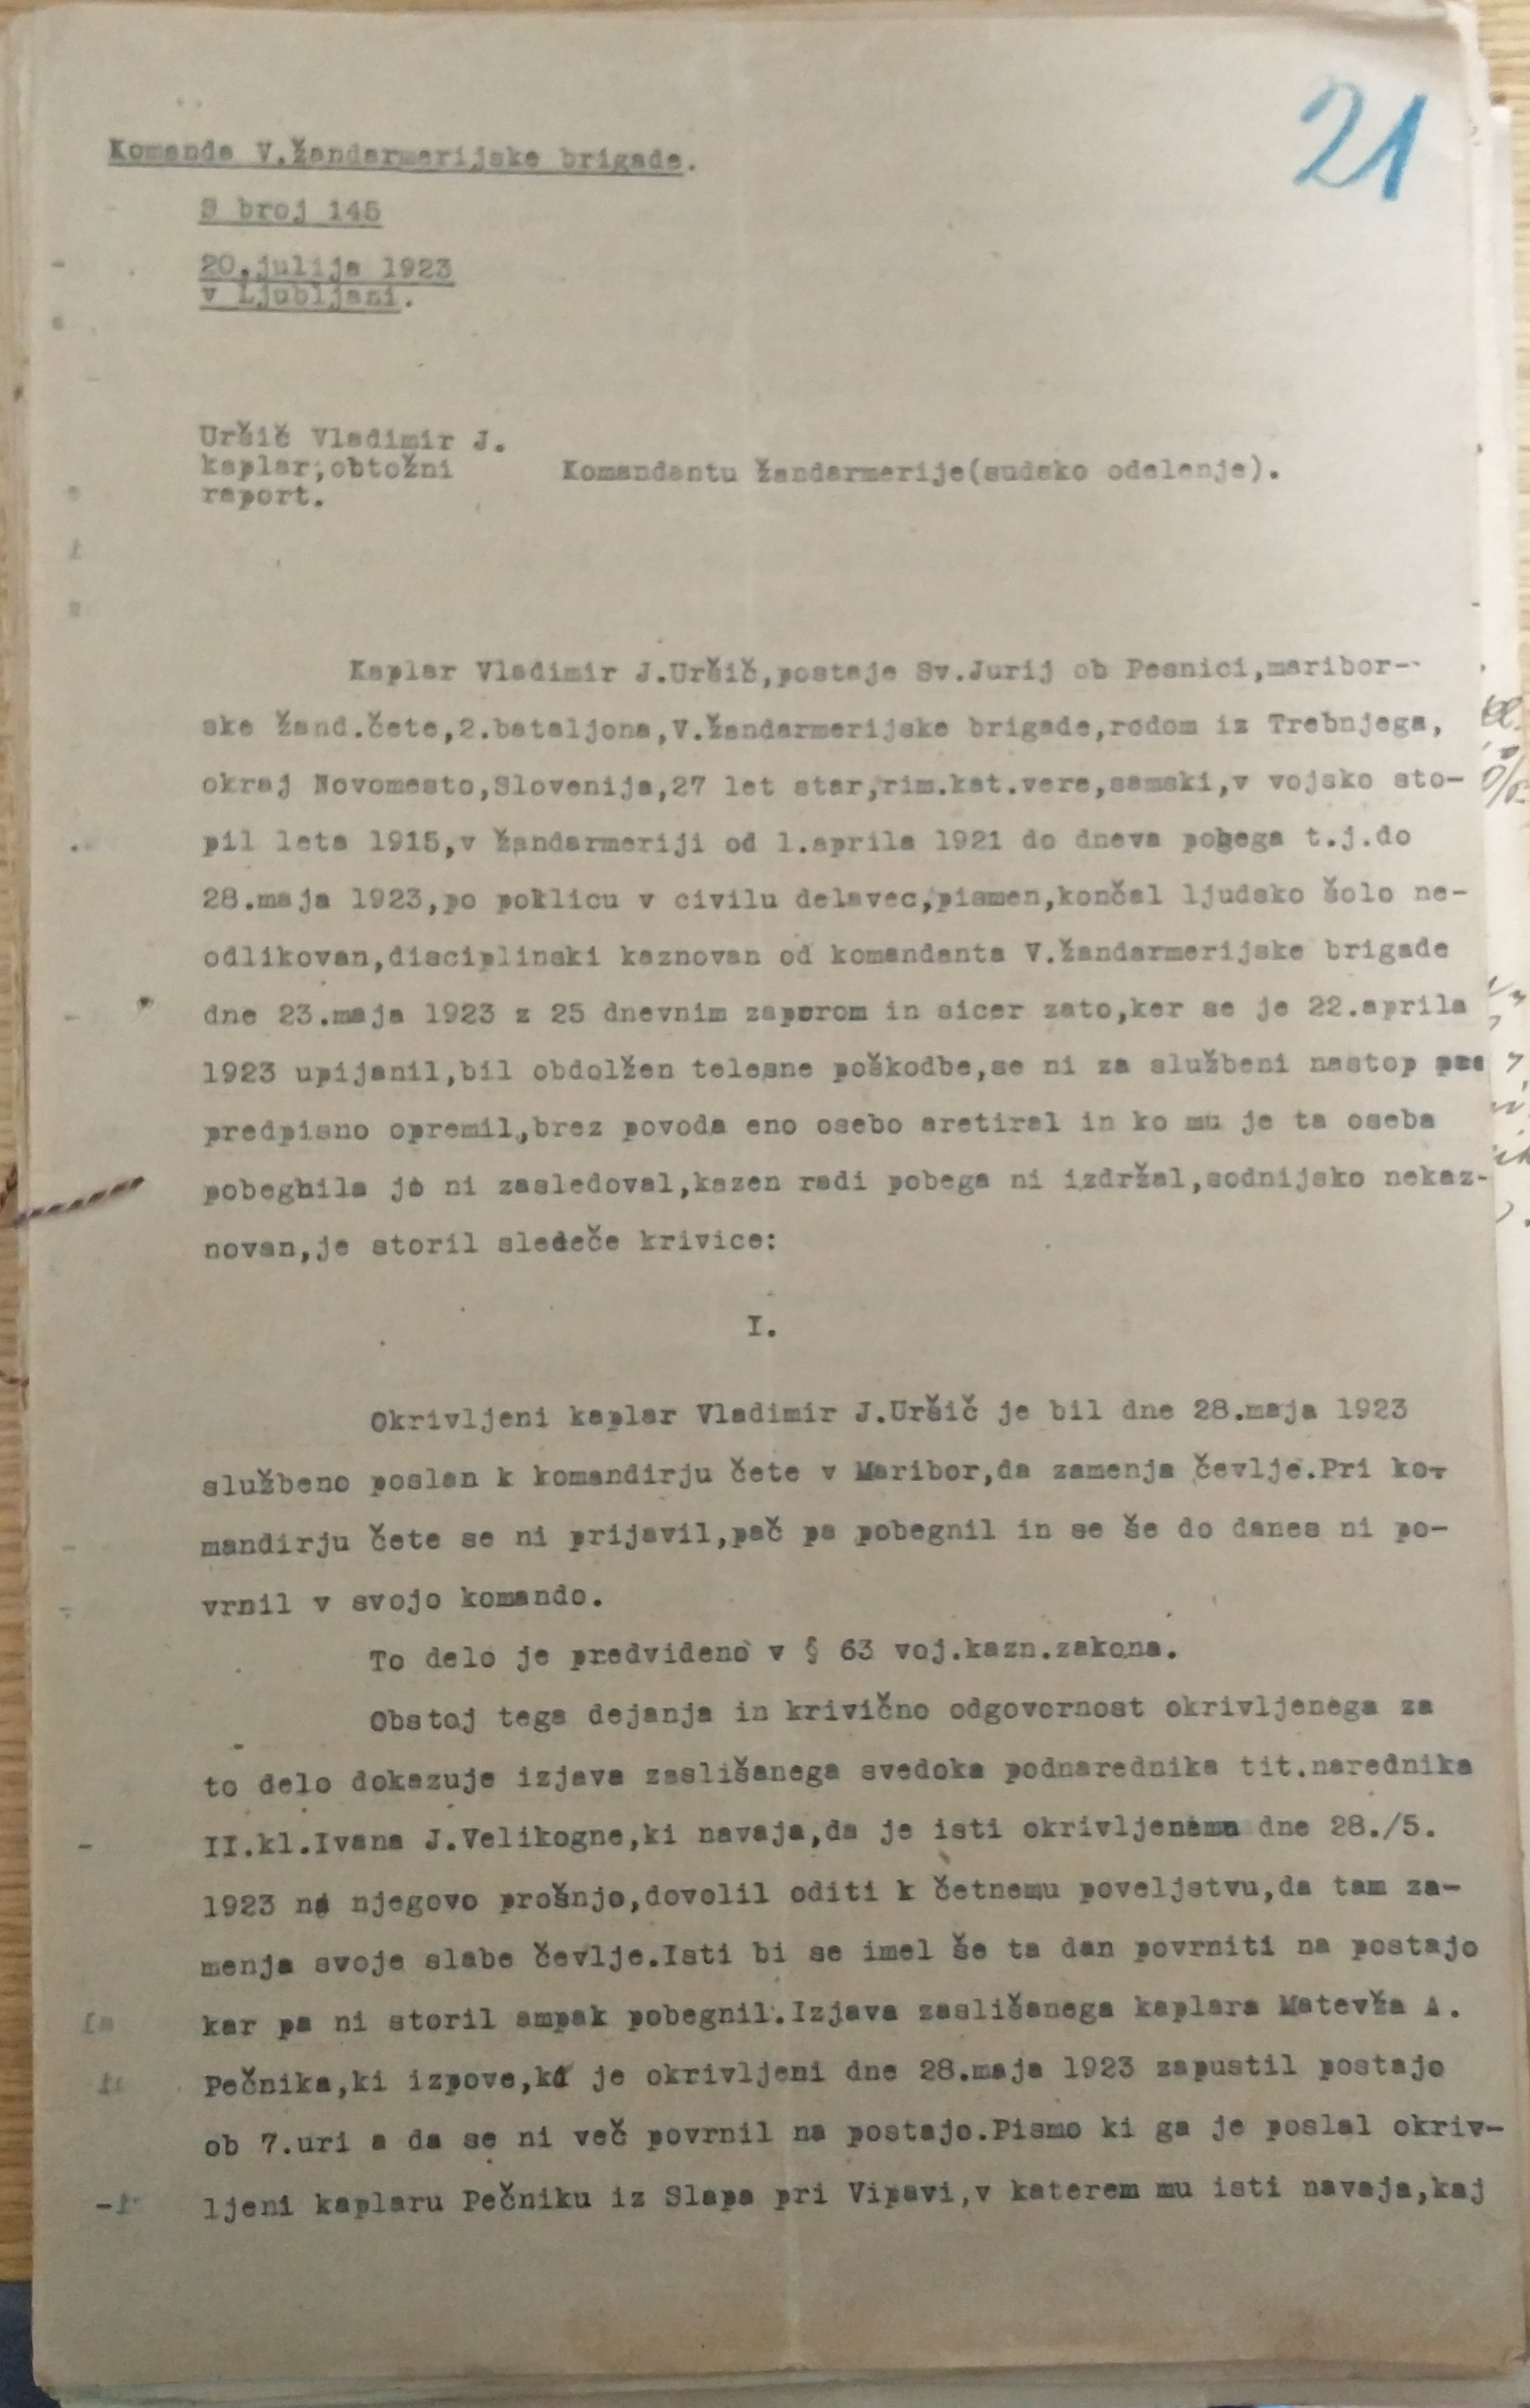 21
Komanda V.žandarmerijske brigade.
S broj 145
20.julija 1923
v Ljubljani.
Uršič Vladimir J.
kaplar;obtožni
raport.
Komandantu žandarmerije(sudsko odelenje).
Kaplar Vladimir J.Uršič,postaje Sv.Jurij ob Pesnici,maribor-
ske žand.čete,2.bataljona,V.žandarmerijske brigade,rodom iz Trebnjega,
okraj Novomesto,Slovenija,27 let star,rim.kat.vere,samski,v vojsko sto-
pil leta 1915,v žandarmeriji od 1.aprila 1921 do dneva pobega t.j.do
28.maja 1923,po poklicu v civilu delavec,pismen,končal ljudsko šolo ne-
odlikovan,disciplinski kaznovan od komandanta V.žandarmerijske brigade
dne 23.maja 1923 z 25 dnevnim zaporom in sicer zato,ker se je 22.aprila
1923 upijanil,bil obdolžen telesne poškodbe,se ni za službeni nastop
predpisno opremil,brez povoda eno osebo aretiral in ko mu je ta oseba
pobegnila jo ni zasledoval,kazen radi pobega ni izdržal,sodnijsko nekaz-
novan,je storil sledeče krivice:
I.
Okrivljeni kaplar Vladimir J.Uršič je bil dne 28.maja 1923
službeno poslan k komandirju čete v Maribor,da zamenja čevlje.Pri ko-
mandirju čete se ni prijavil,pač pa pobegnil in se še do danes ni po-
vrnil v svojo komando.
To delo je predvideno v § 63 voj.kazn.zakona.
Obstoj tega dejanja in krivično odgovornost okrivljenega za
to delo dokazuje izjava zaslišanega svedoka podnarednika tit.narednika
II.kl.Ivana J.Velikogne,ki navaja,da je isti okrivljenemu dne 28./5.
1923 na njegovo prošnjo,dovolil oditi k četnemu poveljstvu,da tam za-
menja svoje slabe čevlje.Isti bi se imel še ta dan povrniti na postajo
kar pa ni storil ampak pobegnil.Izjava zaslišanega kaplara Matevža A.
Pečnika,ki izpove,ki je okrivljeni dne 28.maja 1923 zapustil postajo
ob 7.uri a da se ni več povrnil na postajo.Pismo ki ga je poslal okriv-
ljeni kaplaru Pečniku iz Slapa pri Vipavi,v katerem mu isti navaja,kaj